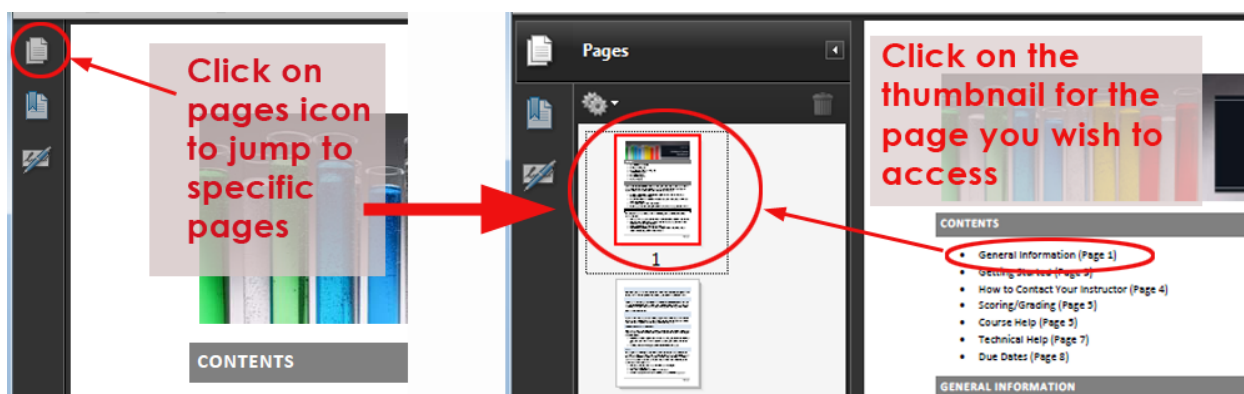 Click on
pages icon
to jump to
specific
pages
CONTENTS
Pages
1
Click on the
thumbnail for the
page you wish to
access
CONTENTS
• General Information (Page 1)
• Getting Started (Page 3)
• How to Contact Your Instructor (Page 4)
• Scoring/Grading (Page 5)
• Course Help (Page 5)
• Technical Help (Page 7)
• Due Dates (Page 8)
GENERAL INFORMATION